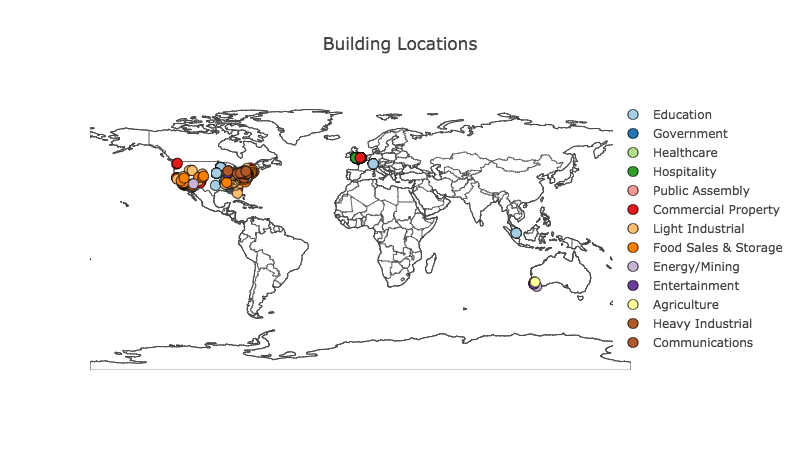 Building Locations
Education
Government
Healthcare
Hospitality
Public Assembly
Commercial Property
Light Industrial
Food Sales & Storage
Energy/Mining
Entertainment
Agriculture
Heavy Industrial
Communications